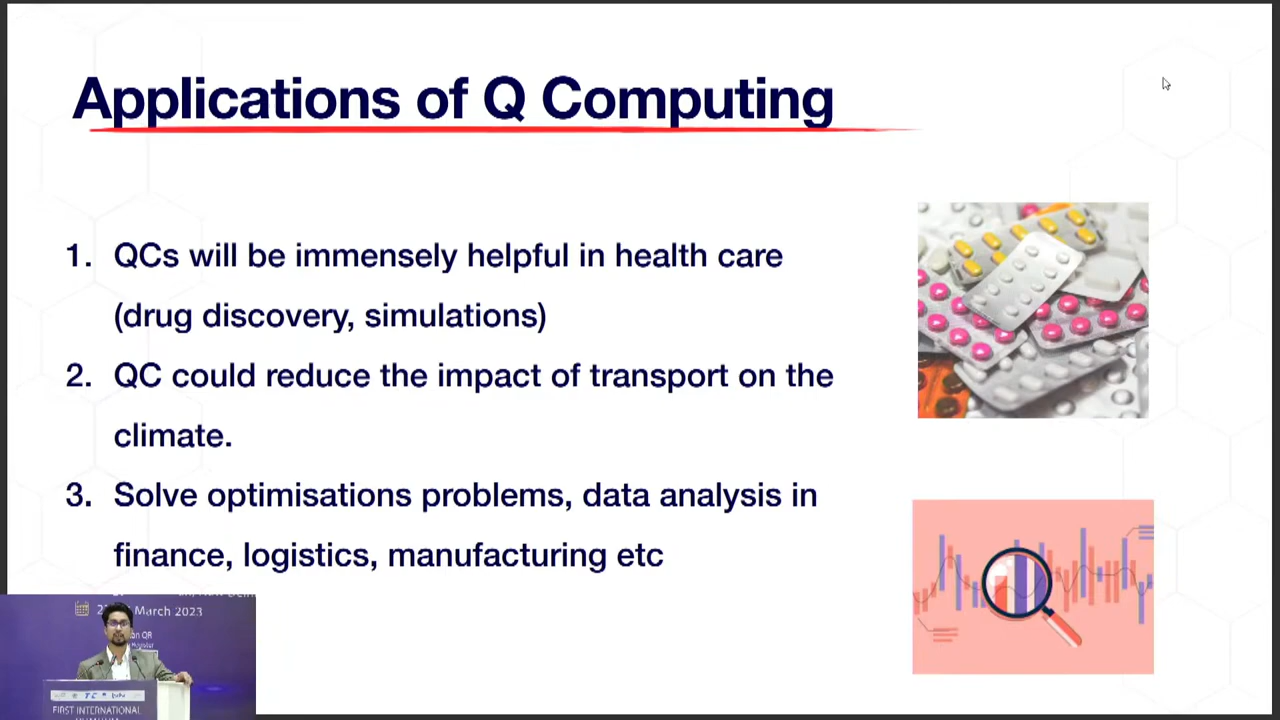 Applications of Q Computing
1. QCs will be immensely helpful in health care
(drug discovery, simulations)
2. QC could reduce the impact of transport on the
climate.
3. Solve optimisations problems, data analysis in
finance, logistics, manufacturing etc
March 2023
QR
FIRST INTERNATIONAL